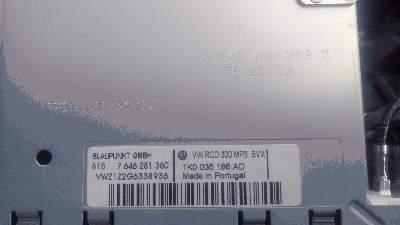 BLAUPUNKT GMBH
815 7 646 281 360
VWZ1Z2G6338936
VW RCD 300 MP3 BVX
1K0 035 186 AD
Made in Portugal